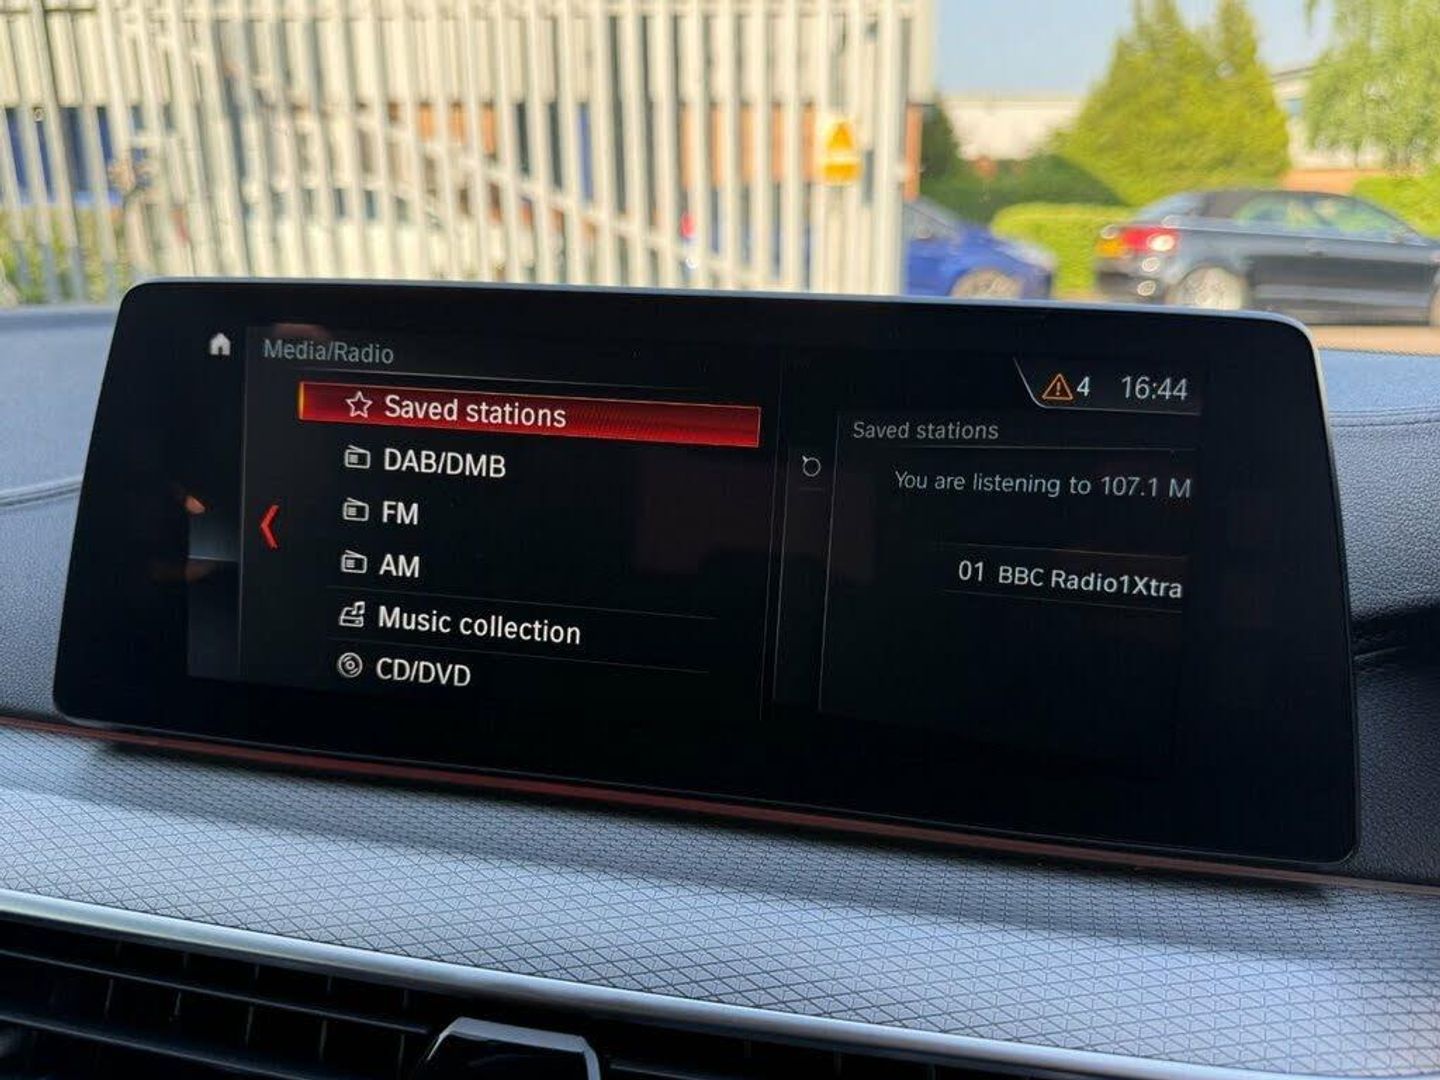 Media/Radio
4 16:44
Saved stations
DAB/DMB
FM
AM
Music collection
CD/DVD
Saved stations
You are listening to 107.1 M
01 BBC Radio1Xtra